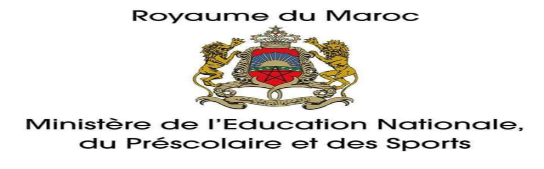 Royaume du Maroc
Ministère de l'Education Nationale,
du Préscolaire et des Sports